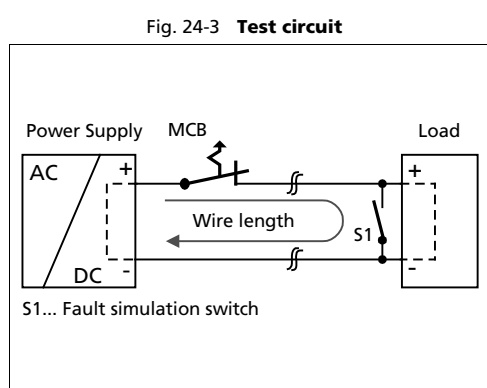 Fig. 24-3 Test circuit
Power Supply
MCB
Load
AC
+
+
Wire length
S1
DC
-
-
S1... Fault simulation switch